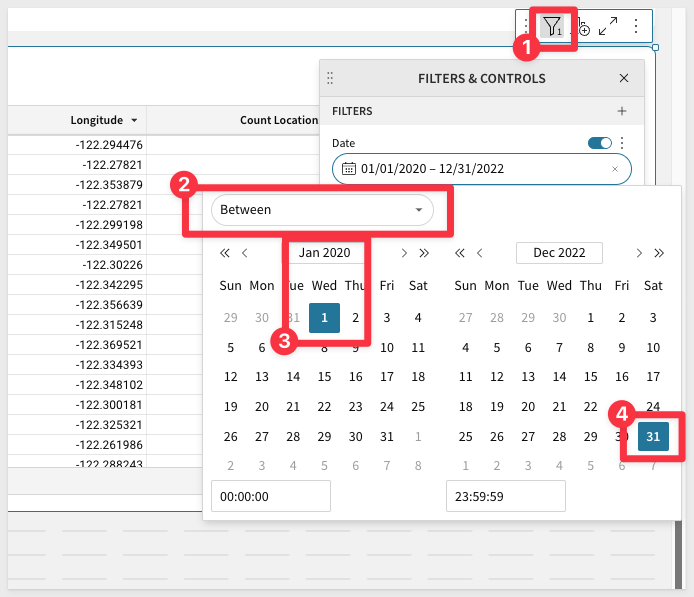 1
1
FILTERS & CONTROLS
Longitude Count Location
FILTERS
Date
01/01/2020 – 12/31/2022
2
Between
Jan 2020
Sun Mon Tue Wed Thu Fri Sat
29 30 31 1 2 3 4
3
5 6 8 9 10 11
12 13 14 15 16 17 18
19 20 21 22 23 24 25
26 27 28 29 30 31 1
2 3 4 5 6 7 8
00:00:00
Dec 2022
Sun Mon Tue Wed Thu Fri Sat
27 28 29 30 1 2 3
4 5 6 7 8 9 10
11 12 13 14 15 16 17
18 19 20 21 22 24
4
25 26 27 28 29 30 31
1 2 3 4 5 6 7
23:59:59
-122.294476
-122.27821
-122.353879
-122.27821
-122.299198
-122.349501
-122.30226
-122.342295
-122.356639
-122.315248
-122.369521
-122.334393
-122.348102
-122.300181
-122.325321
-122.261986
-122.288243